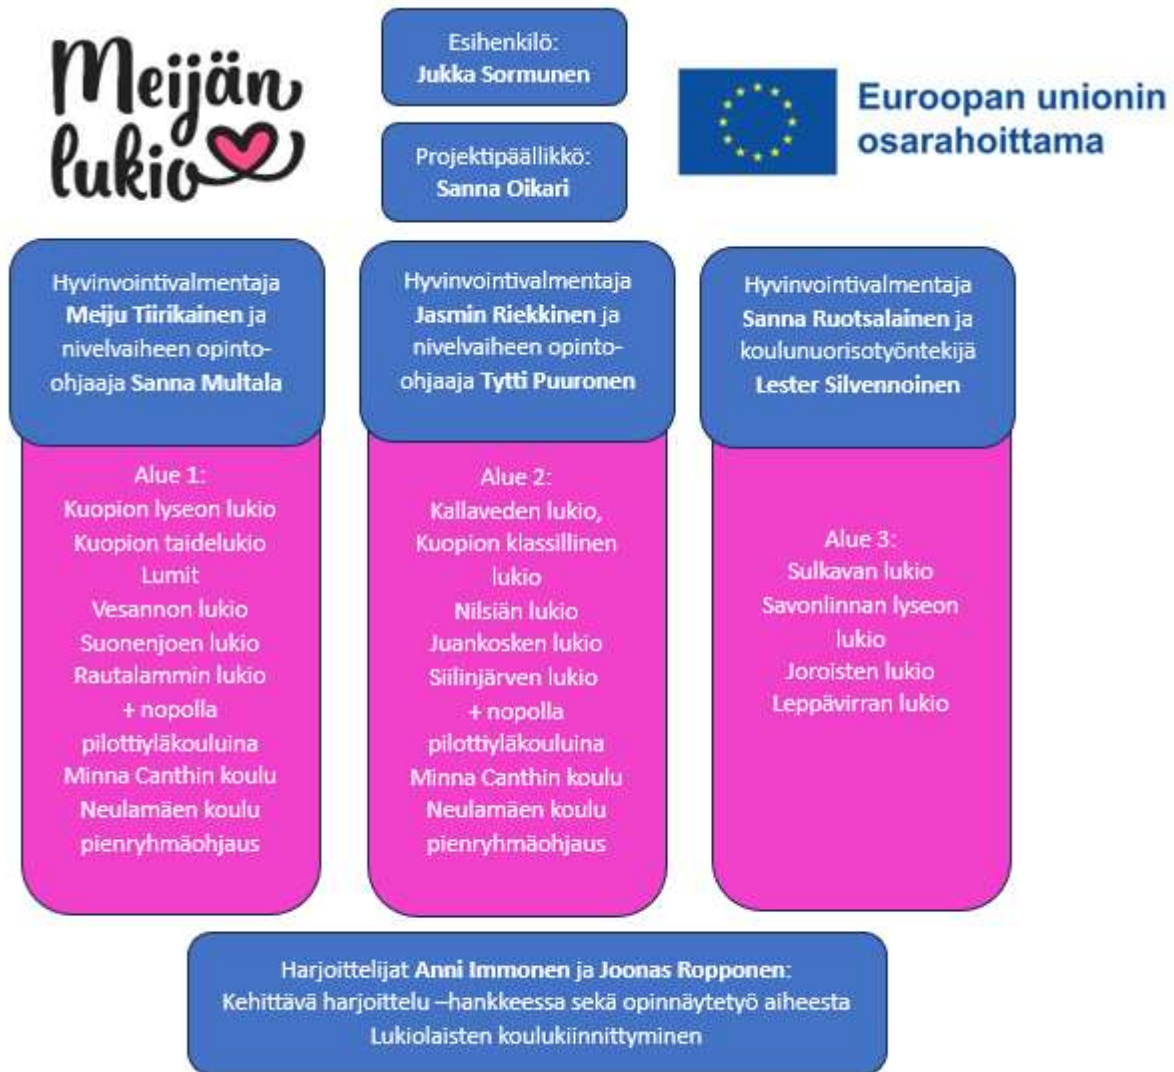 Meijän
lukio
Esihenkilö:
Jukka Sormunen
Projektipäällikkö:
Sanna Oikari
Euroopan unionin
osarahoittama
Hyvinvointivalmentaja
Meiju Tiirikainen ja
nivelvaiheen opinto-
ohjaaja Sanna Multala
Alue 1:
Kuopion lyseon lukio
Kuopion taidelukio
Lumit
Vesannon lukio
Suonenjoen lukio
Rautalammin lukio
+ nopolla
pilottiyläkouluina
Minna Canthin koulu
Neulamäen koulu
pienryhmäohjaus
Hyvinvointivalmentaja
Jasmin Riekkinen ja
nivelvaiheen opinto-
ohjaaja Tytti Puuronen
Alue 2:
Kallaveden lukio,
Kuopion klassillinen
lukio
Nilsiän lukio
Juankosken lukio
Siilinjärven lukio
+ nopolla
pilottiyläkouluina
Minna Canthin koulu
Neulamäen koulu
pienryhmäohjaus
Hyvinvointivalmentaja
Sanna Ruotsalainen ja
koulunuorisotyöntekijä
Lester Silvennoinen
Alue 3:
Sulkavan lukio
Savonlinnan lyseon
lukio
Joroisten lukio
Leppävirran lukio
Harjoittelijat Anni Immonen ja Joonas Ropponen:
Kehittävä harjoittelu –hankkeessa sekä opinnäytetyö aiheesta
Lukiolaisten koulukiinnittyminen